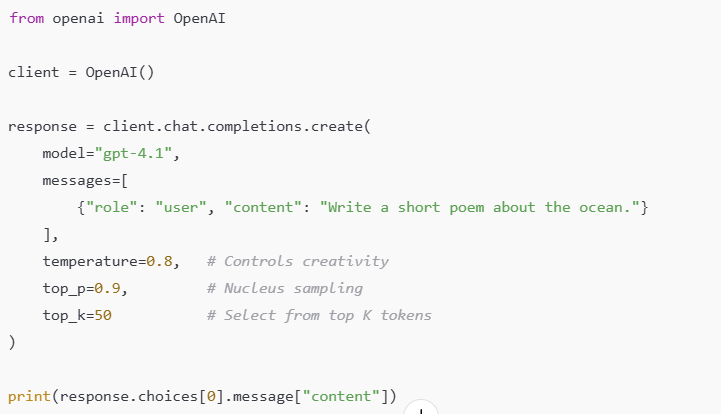 from openai import OpenAI
client = OpenAI()
response = client.chat.completions.create(
    model="gpt-4.1",
    messages=[
        {"role": "user", "content": "Write a short poem about the ocean."}
    ],
    temperature=0.8,   # Controls creativity
    top_p=0.9,         # Nucleus sampling
    top_k=50           # Select from top K tokens
)
print(response.choices[0].message["content"])